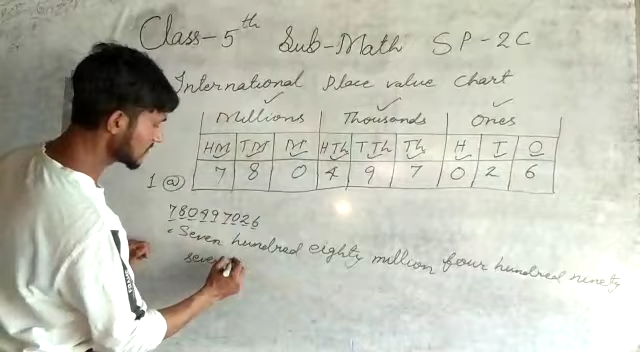 Class-5th Sub-Math SP-2C
International Place value Chart
Millions Thousands Ones
HM TM M HTh TTh Th H T O
1 (a) 7 8 0 4 9 7 0 2 6
780497026
Seven hundred eighty million four hundred ninety
seve